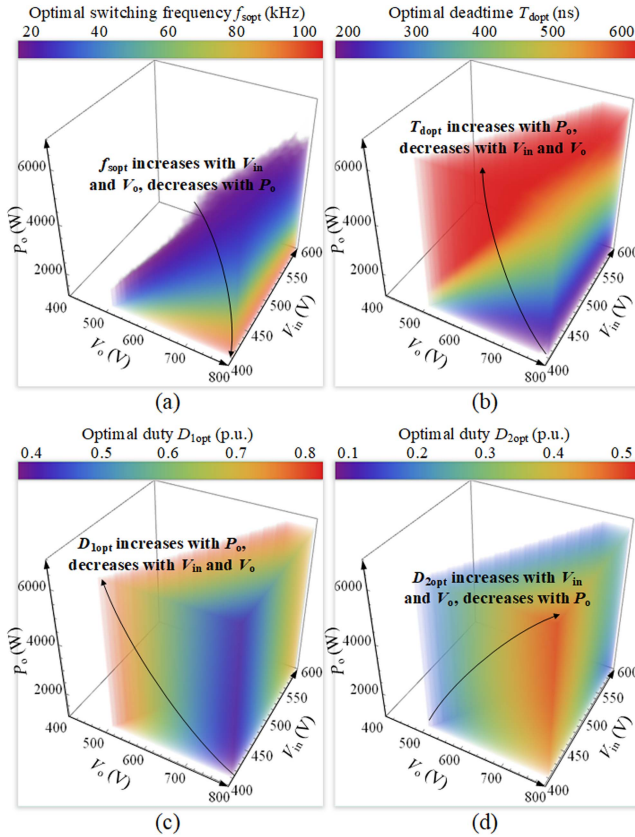 Optimal switching frequency fsopt (kHz)
20 40 60 80 100
fsopt increases with Vin
and Vo, decreases with Po
6000
4000
2000
Po (W)
400
500
600
700
800
Vo (V)
400
450
500
550
600
Vin (V)
(a)
Optimal deadtime Tdopt (ns)
200 300 400 500 600
Tdopt increases with Po,
decreases with Vin and Vo
6000
4000
2000
Po (W)
400
500
600
700
800
Vo (V)
400
450
500
550
600
Vin (V)
(b)
Optimal duty D1opt (p.u.)
0.4 0.5 0.6 0.7 0.8
D1opt increases with Po,
decreases with Vin and Vo
6000
4000
2000
Po (W)
400
500
600
700
800
Vo (V)
400
450
500
550
600
Vin (V)
(c)
Optimal duty D2opt (p.u.)
0.1 0.2 0.3 0.4 0.5
D2opt increases with Vin
and Vo, decreases with Po
6000
4000
2000
Po (W)
400
500
600
700
800
Vo (V)
400
450
500
550
600
Vin (V)
(d)